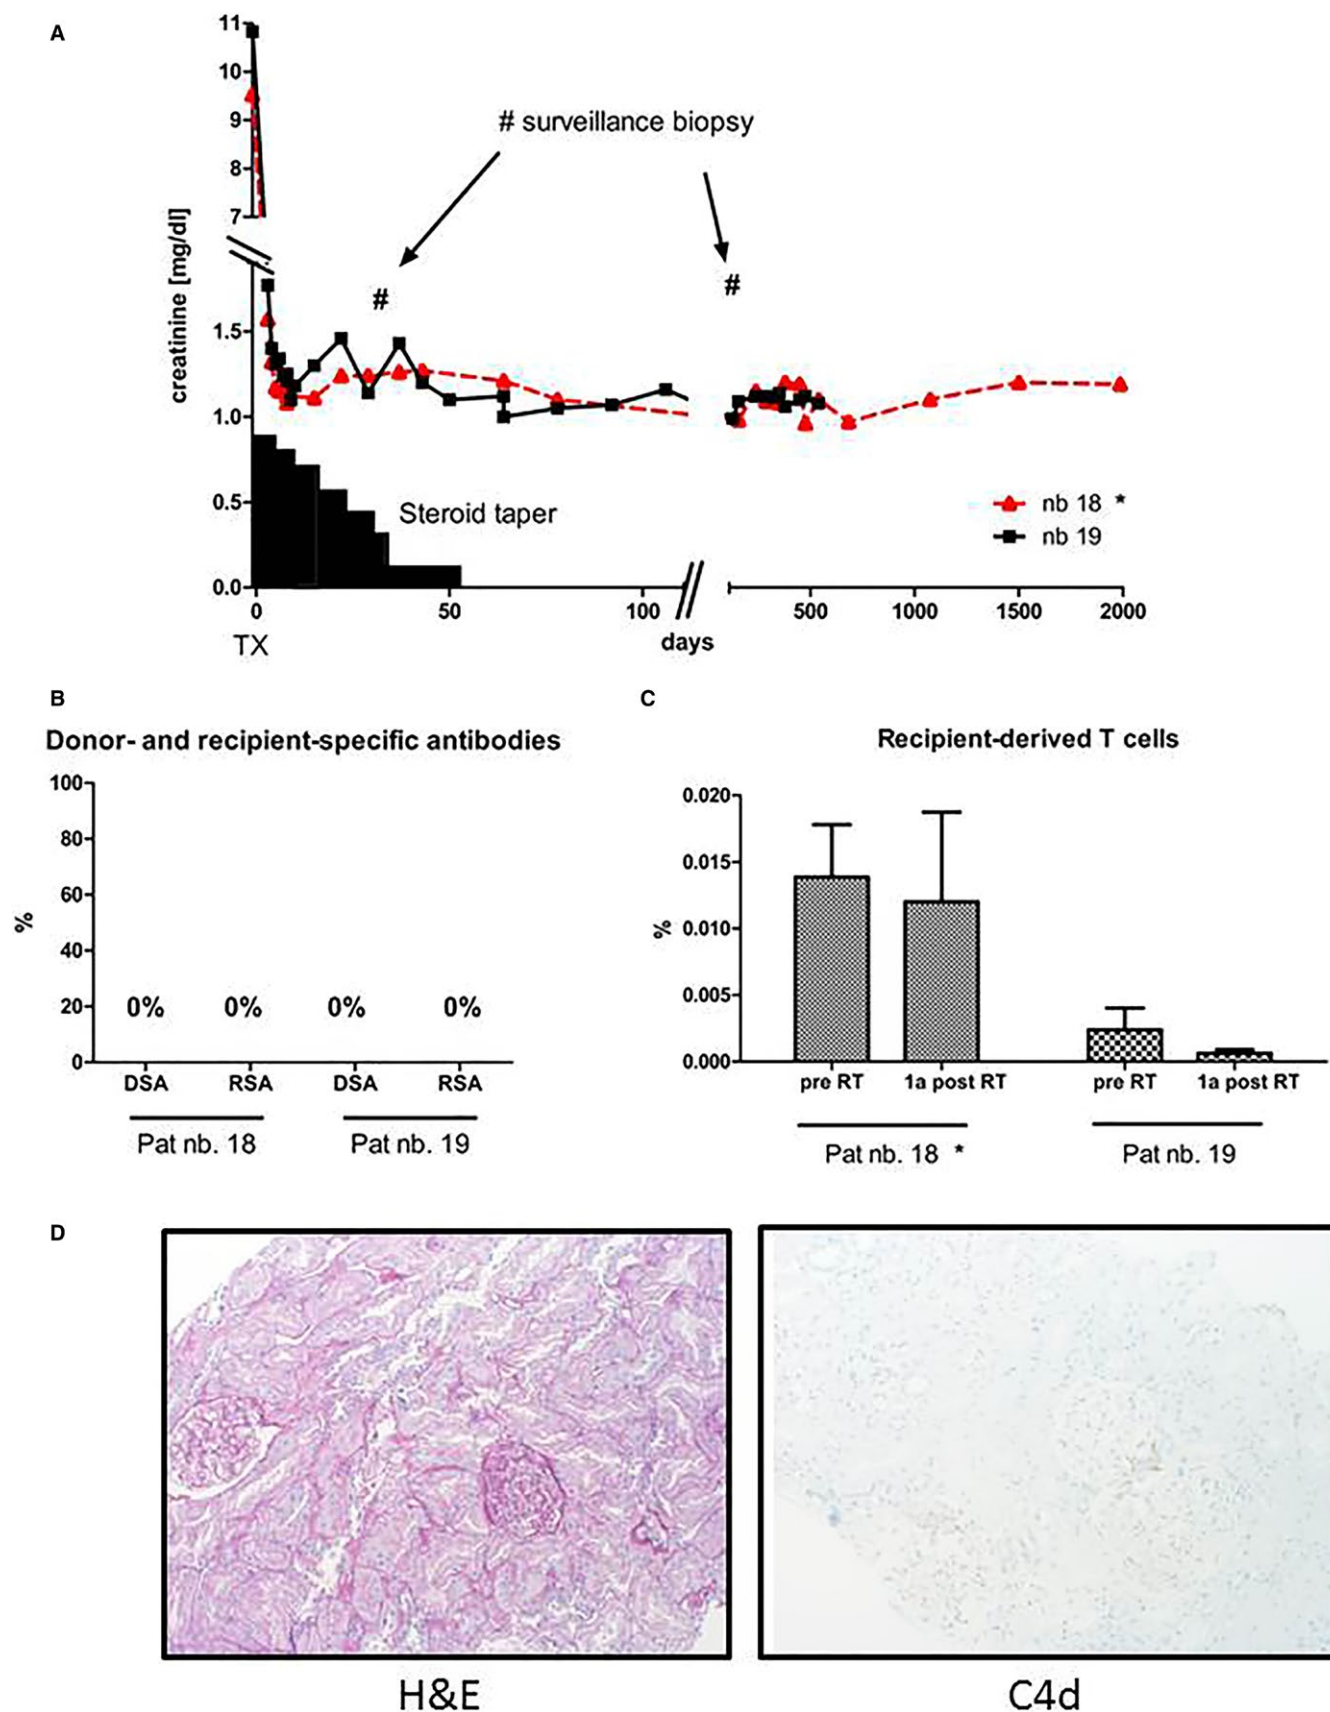 A
11
10
9
8
7
1.5
1.0
0.5
0.0
creatinine [mg/dl]
# surveillance biopsy
#
#
Steroid taper
nb 18 *
nb 19
0
50
100
500
1000
1500
2000
TX
days
B
Donor- and recipient-specific antibodies
100
80
60
40
20
0
%
0% 0% 0% 0%
DSA RSA DSA RSA
Pat nb. 18 Pat nb. 19
C
Recipient-derived T cells
0.020
0.015
0.010
0.005
0.000
%
pre RT 1a post RT pre RT 1a post RT
Pat nb. 18 * Pat nb. 19
D
H&E
C4d